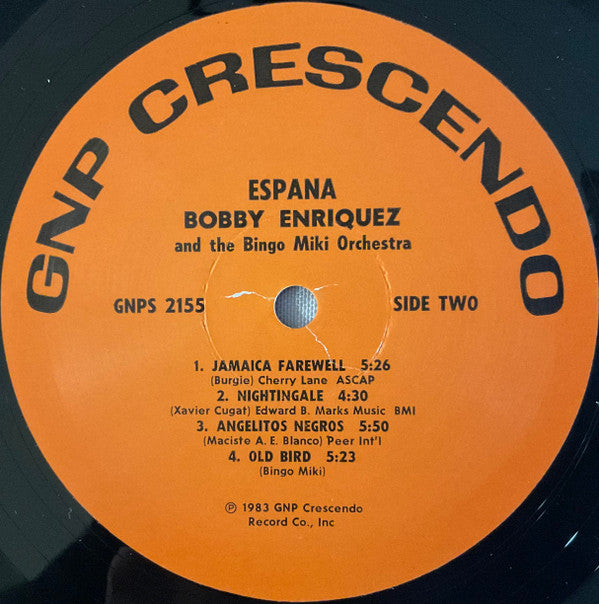 GNP CRESCENDO
ESPANA
BOBBY ENRIQUEZ
and the Bingo Miki Orchestra
GNPS 2155
SIDE TWO
1. JAMAICA FAREWELL 5:26
(Burgie) Cherry Lane ASCAP
2. NIGHTINGALE 4:30
(Xavier Cugat) Edward B. Marks Music BMI
3. ANGELITOS NEGROS 5:50
(Maciste A. E. Blanco) Peer Int'l
4. OLD BIRD 5:23
(Bingo Miki)
℗ 1983 GNP Crescendo
Record Co., Inc